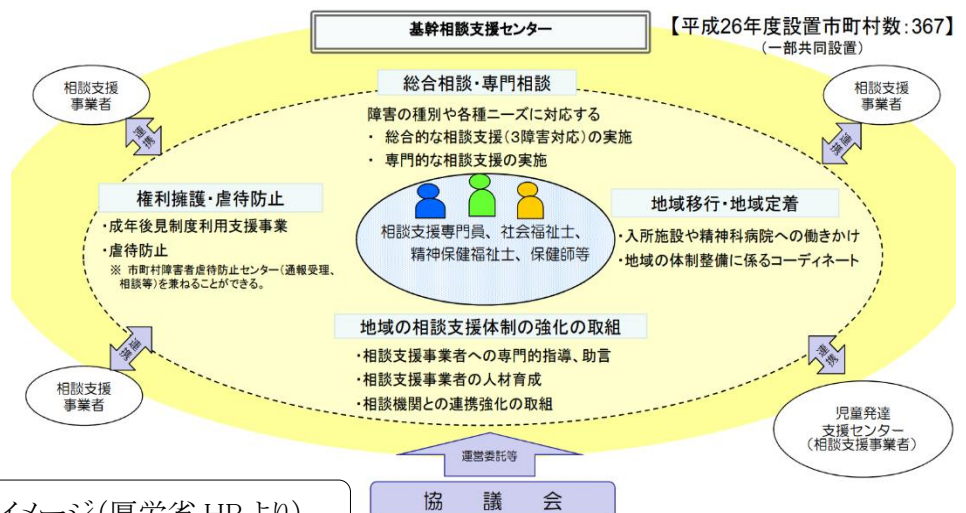 基幹相談支援センター
【平成26年度設置市町村数:367】
(一部共同設置)
相談支援
事業者
連携
総合相談・専門相談
障害の種別や各種ニーズに対応する
・ 総合的な相談支援(3障害対応)の実施
・ 専門的な相談支援の実施
相談支援
事業者
連携
権利擁護・虐待防止
・成年後見制度利用支援事業
・虐待防止
※ 市町村障害者虐待防止センター(通報受理、
相談等)を兼ねることができる。
相談支援専門員、社会福祉士、
精神保健福祉士、保健師等
地域移行・地域定着
・入所施設や精神科病院への働きかけ
・地域の体制整備に係るコーディネート
地域の相談支援体制の強化の取組
・相談支援事業者への専門的指導、助言
・相談支援事業者の人材育成
・相談機関との連携強化の取組
連携
相談支援
事業者
連携
児童発達
支援センター
(相談支援事業者)
運営委託等
協 議 会
イメージ(厚労省 HP より)